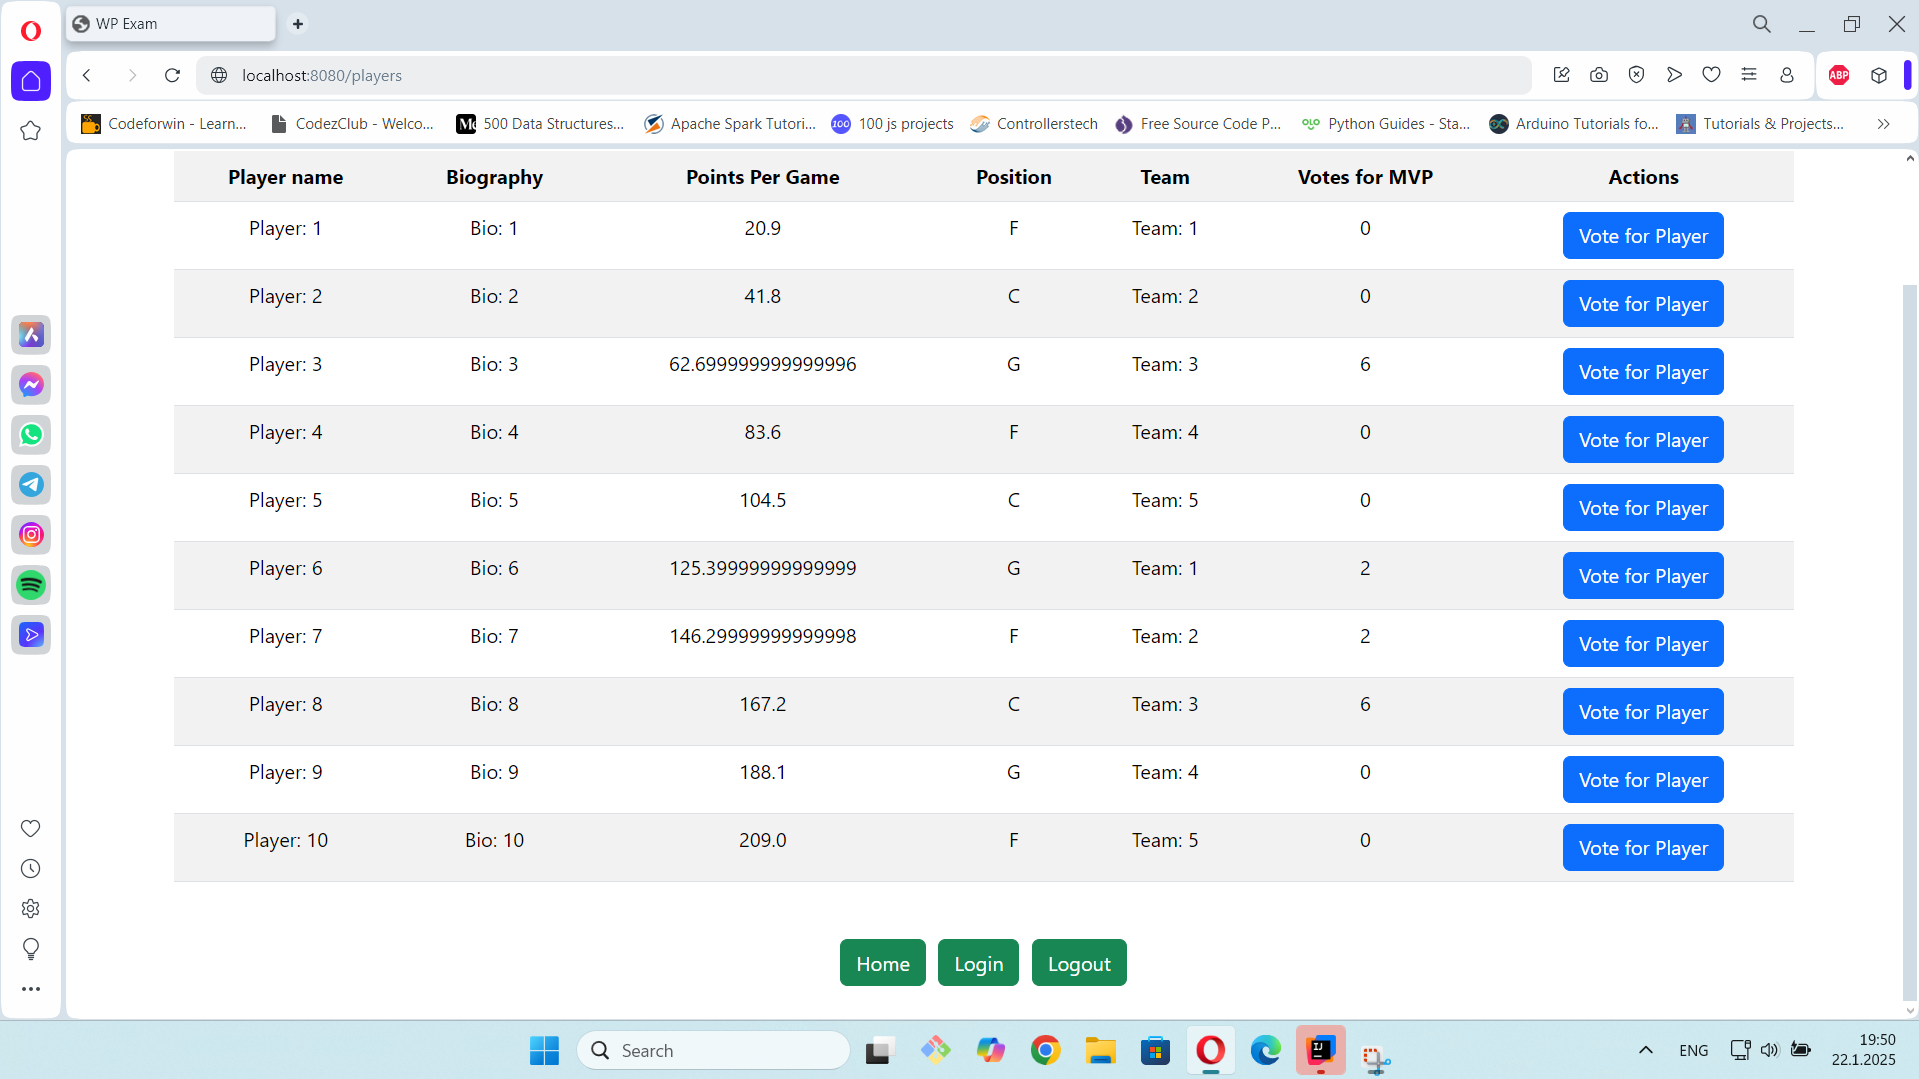 WP Exam
localhost:8080/players
ABP
Codeforwin - Learn... CodezClub - Welco... 500 Data Structures... Apache Spark Tutori... 100 js projects Controllerstech Free Source Code P... Python Guides - Sta... Arduino Tutorials fo... Tutorials & Projects...
Player name Biography Points Per Game Position Team Votes for MVP Actions
Player: 1 Bio: 1 20.9 F Team: 1 0 Vote for Player
Player: 2 Bio: 2 41.8 C Team: 2 0 Vote for Player
Player: 3 Bio: 3 62.699999999999996 G Team: 3 6 Vote for Player
Player: 4 Bio: 4 83.6 F Team: 4 0 Vote for Player
Player: 5 Bio: 5 104.5 C Team: 5 0 Vote for Player
Player: 6 Bio: 6 125.39999999999999 G Team: 1 2 Vote for Player
Player: 7 Bio: 7 146.29999999999998 F Team: 2 2 Vote for Player
Player: 8 Bio: 8 167.2 C Team: 3 6 Vote for Player
Player: 9 Bio: 9 188.1 G Team: 4 0 Vote for Player
Player: 10 Bio: 10 209.0 F Team: 5 0 Vote for Player
Home Login Logout
Search
ENG
19:50
22.1.2025